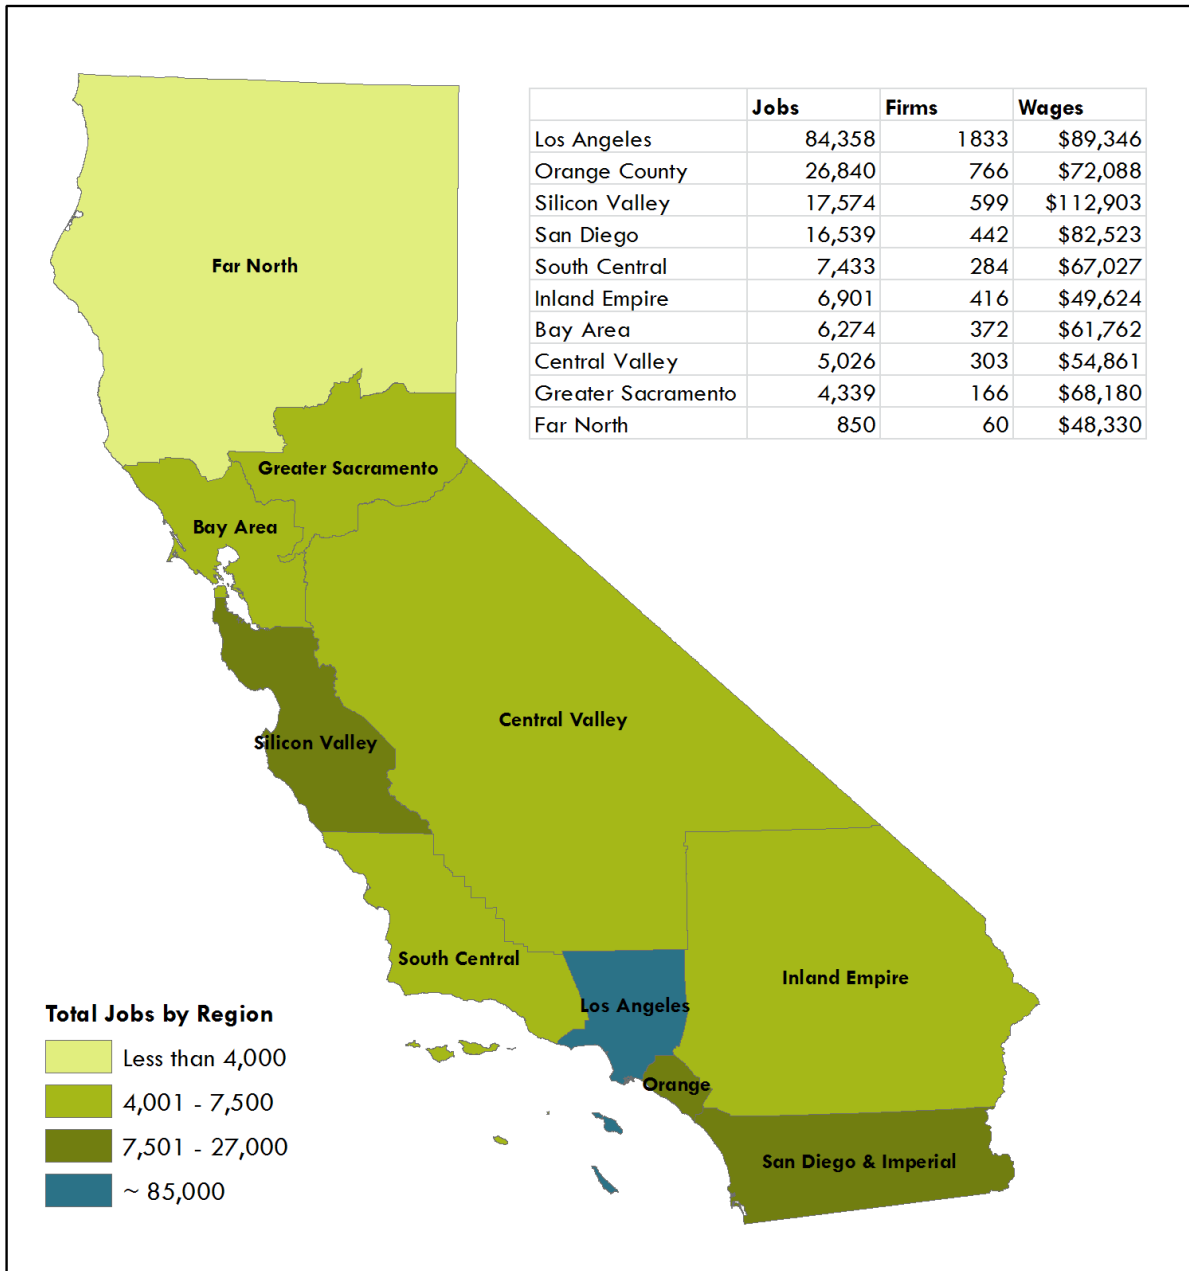 Jobs Firms Wages
Los Angeles 84,358 1833 $89,346
Orange County 26,840 766 $72,088
Silicon Valley 17,574 599 $112,903
San Diego 16,539 442 $82,523
South Central 7,433 284 $67,027
Inland Empire 6,901 416 $49,624
Bay Area 6,274 372 $61,762
Central Valley 5,026 303 $54,861
Greater Sacramento 4,339 166 $68,180
Far North 850 60 $48,330
Far North
Greater Sacramento
Bay Area
Central Valley
Silicon Valley
South Central
Inland Empire
Los Angeles
Orange
San Diego & Imperial
Total Jobs by Region
Less than 4,000
4,001 - 7,500
7,501 - 27,000
~ 85,000